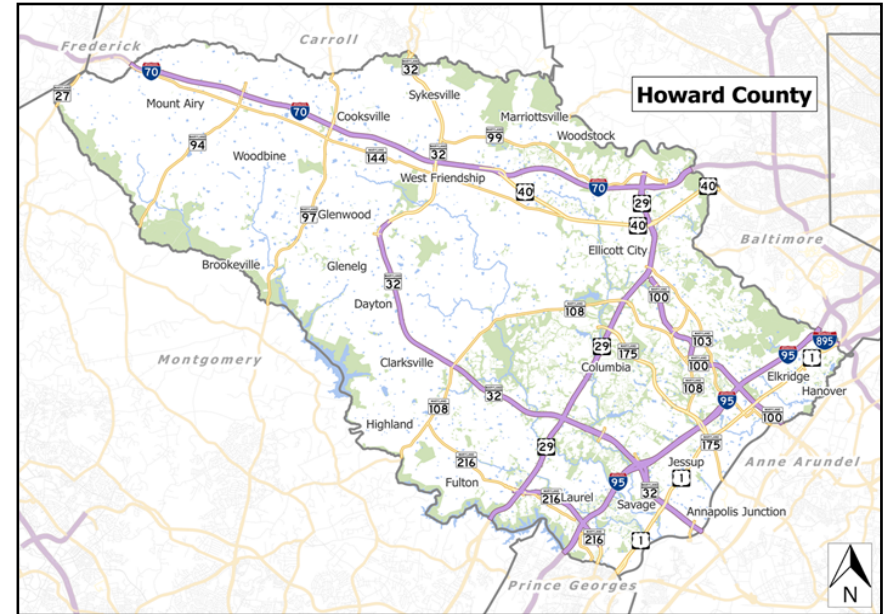 Frederick
Carroll
Howard County
MARYLAND 32
27
70
Mount Airy
70
Sykesville
Cooksville
Marriottsville
Woodstock
94
99
Woodbine
144
32
West Friendship
40
70
29
40
97
Glenwood
40
Ellicott City
Baltimore
Brookeville
Glenelg
32
100
Dayton
108
29
175
103
895
95
1
Montgomery
Clarksville
Columbia
100
Elkridge
32
108
Hanover
108
95
100
Highland
29
175
216
Jessup
Anne Arundel
Fulton
95
1
216
Laurel
32
Savage
Annapolis Junction
216
1
Prince Georges
N